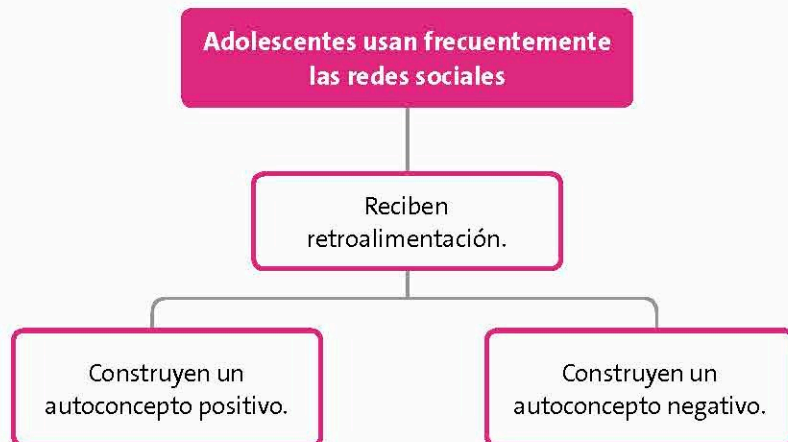 Adolescentes usan frecuentemente
las redes sociales
Reciben
retroalimentación.
Construyen un
autoconcepto positivo.
Construyen un
autoconcepto negativo.